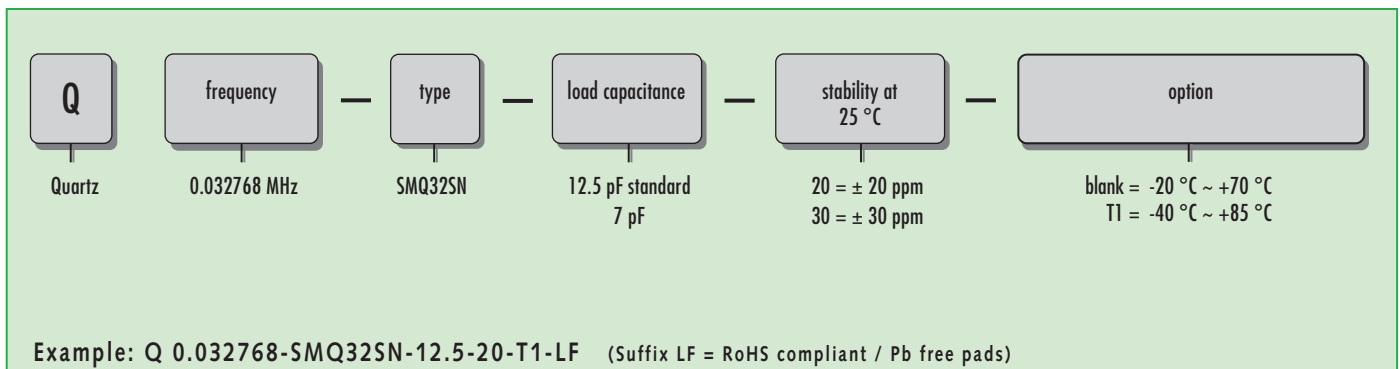 Q
frequency — type — load capacitance — stability at — option
25 °C
Quartz 0.032768 MHz SMQ32SN 12.5 pF standard 20 = ± 20 ppm blank = -20 °C ~ +70 °C
7 pF 30 = ± 30 ppm T1 = -40 °C ~ +85 °C
Example: Q 0.032768-SMQ32SN-12.5-20-T1-LF (Suffix LF = RoHS compliant / Pb free pads)